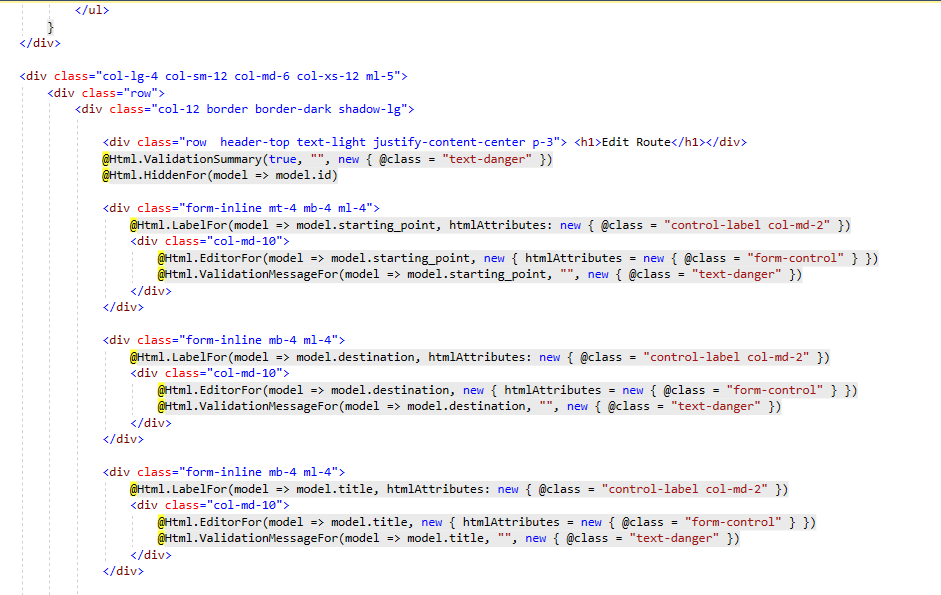 </ul>
}
</div>
<div class="col-lg-4 col-sm-12 col-md-6 col-xs-12 ml-5">
<div class="row">
<div class="col-12 border border-dark shadow-lg">
<div class="row  header-top text-light justify-content-center p-3"> <h1>Edit Route</h1></div>
@Html.ValidationSummary(true, "", new { @class = "text-danger" })
@Html.HiddenFor(model => model.id)
<div class="form-inline mt-4 mb-4 ml-4">
@Html.LabelFor(model => model.starting_point, htmlAttributes: new { @class = "control-label col-md-2" })
<div class="col-md-10">
@Html.EditorFor(model => model.starting_point, new { htmlAttributes = new { @class = "form-control" } })
@Html.ValidationMessageFor(model => model.starting_point, "", new { @class = "text-danger" })
</div>
</div>
<div class="form-inline mb-4 ml-4">
@Html.LabelFor(model => model.destination, htmlAttributes: new { @class = "control-label col-md-2" })
<div class="col-md-10">
@Html.EditorFor(model => model.destination, new { htmlAttributes = new { @class = "form-control" } })
@Html.ValidationMessageFor(model => model.destination, "", new { @class = "text-danger" })
</div>
</div>
<div class="form-inline mb-4 ml-4">
@Html.LabelFor(model => model.title, htmlAttributes: new { @class = "control-label col-md-2" })
<div class="col-md-10">
@Html.EditorFor(model => model.title, new { htmlAttributes = new { @class = "form-control" } })
@Html.ValidationMessageFor(model => model.title, "", new { @class = "text-danger" })
</div>
</div>